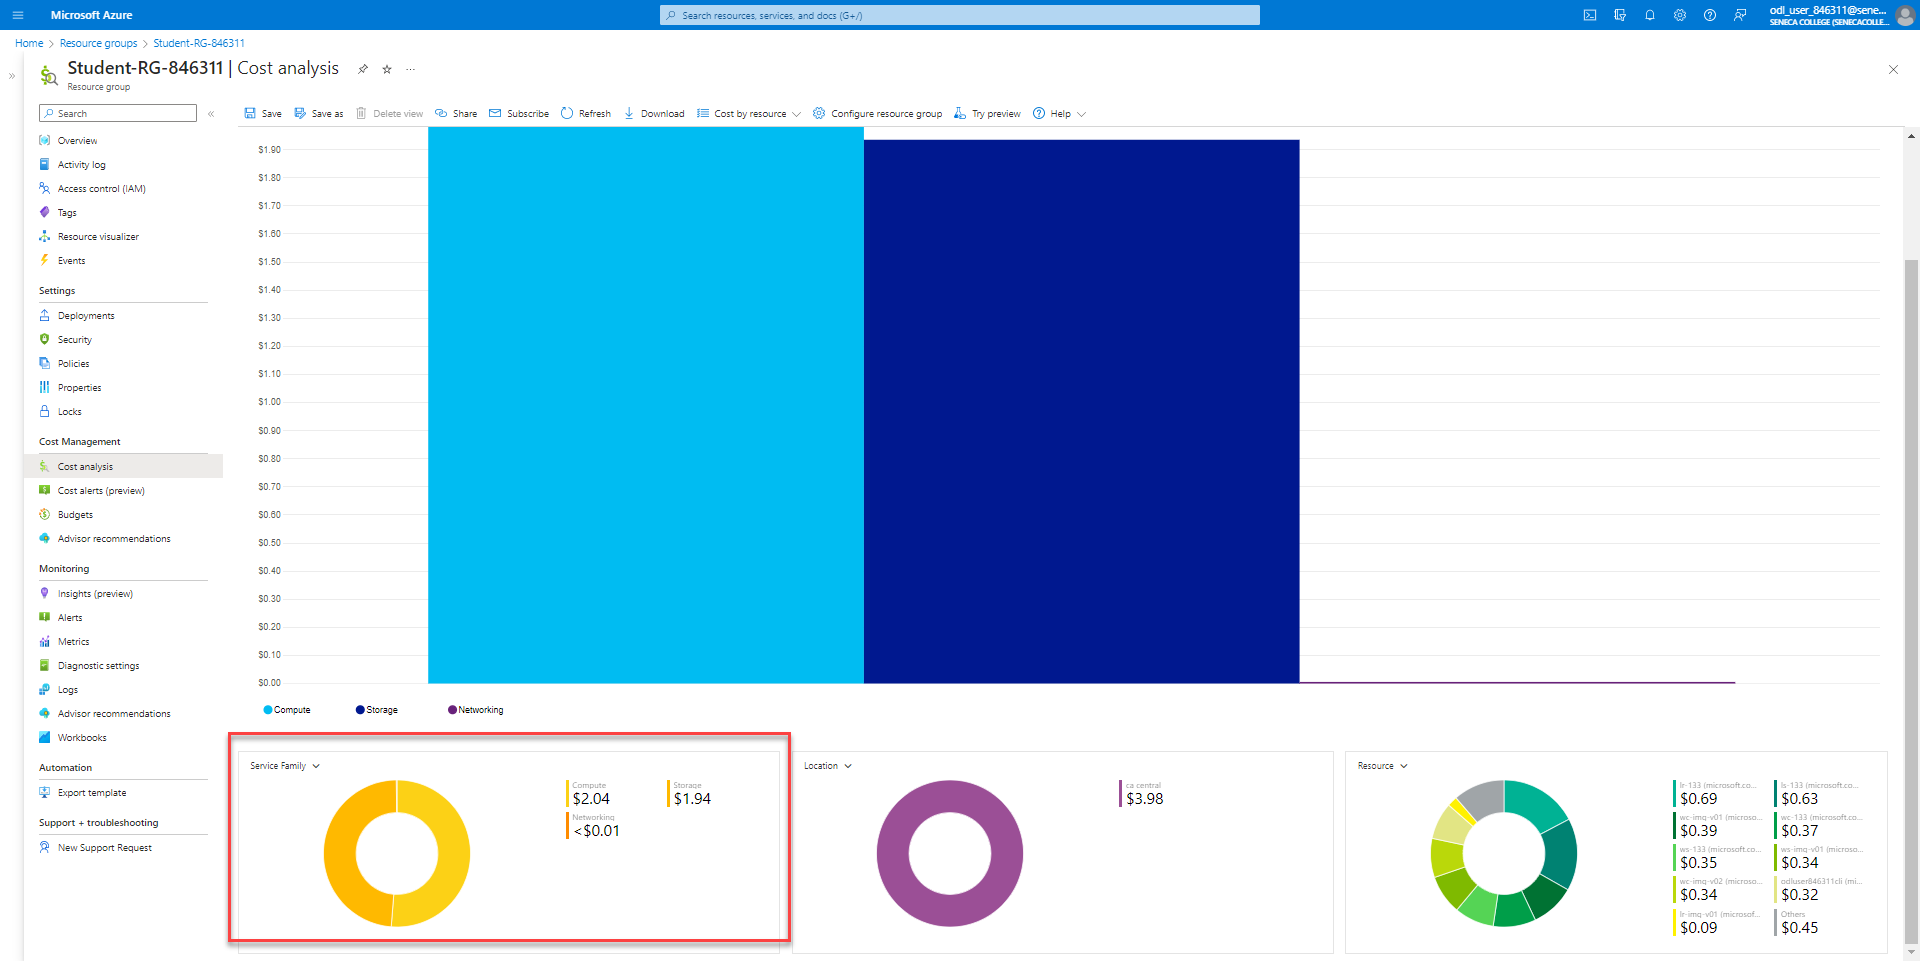 Microsoft Azure
Search resources, services, and docs (G+/)
odl_user_846311@sene...
SENECA COLLEGE (SENECACOLLE...
Home > Resource groups > Student-RG-846311
Student-RG-846311 | Cost analysis
Resource group
Search
Save
Save as
Delete view
Share
Subscribe
Refresh
Download
Cost by resource
Configure resource group
Try preview
Help
Overview
Activity log
Access control (IAM)
Tags
Resource visualizer
Events
Settings
Deployments
Security
Policies
Properties
Locks
Cost Management
Cost analysis
Cost alerts (preview)
Budgets
Advisor recommendations
Monitoring
Insights (preview)
Alerts
Metrics
Diagnostic settings
Logs
Advisor recommendations
Workbooks
Automation
Export template
Support + troubleshooting
New Support Request
$1.90
$1.80
$1.70
$1.60
$1.50
$1.40
$1.30
$1.20
$1.10
$1.00
$0.90
$0.80
$0.70
$0.60
$0.50
$0.40
$0.30
$0.20
$0.10
$0.00
Compute
Storage
Networking
Service Family
Compute
$2.04
Storage
$1.94
Networking
<$0.01
Location
ca central
$3.98
Resource
lr-133 (microsoft.co...
$0.69
ls-133 (microsoft.co...
$0.63
wc-img-v01 (microso...
$0.39
wc-133 (microsoft.co...
$0.37
ws-133 (microsoft.co...
$0.35
ws-img-v01 (microso...
$0.34
wc-img-v02 (microso...
$0.34
odluser846311cli (mi...
$0.32
lr-img-v01 (microsof...
$0.09
Others
$0.45